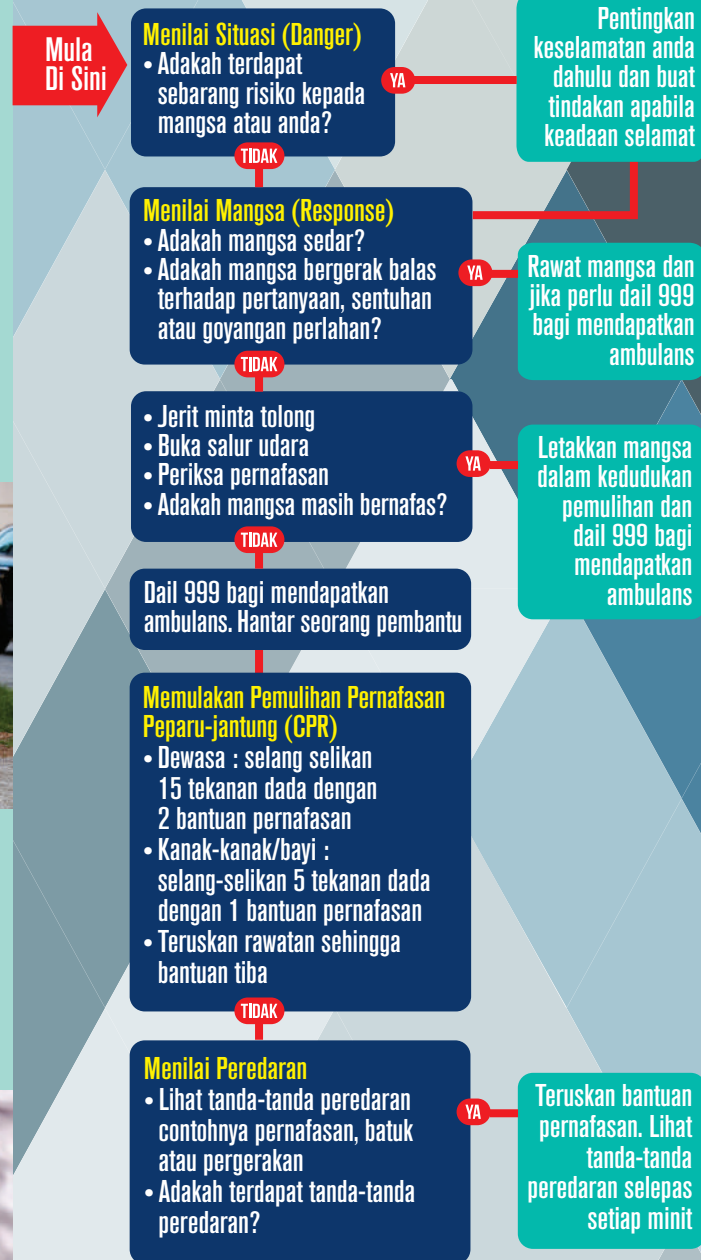 Mula
Di Sini
Menilai Situasi (Danger)
• Adakah terdapat
sebarang risiko kepada
mangsa atau anda?
YA
Pentingkan
keselamatan anda
dahulu dan buat
tindakan apabila
keadaan selamat
TIDAK
Menilai Mangsa (Response)
• Adakah mangsa sedar?
• Adakah mangsa bergerak balas
terhadap pertanyaan, sentuhan
atau goyangan perlahan?
YA
Rawat mangsa dan
jika perlu dail 999
bagi mendapatkan
ambulans
TIDAK
• Jerit minta tolong
• Buka salur udara
• Periksa pernafasan
• Adakah mangsa masih bernafas?
YA
Letakkan mangsa
dalam kedudukan
pemulihan dan
dail 999 bagi
mendapatkan
ambulans
TIDAK
Dail 999 bagi mendapatkan
ambulans. Hantar seorang pembantu
Memulakan Pemulihan Pernafasan
Peparu-jantung (CPR)
• Dewasa : selang selikan
15 tekanan dada dengan
2 bantuan pernafasan
• Kanak-kanak/bayi :
selang-selikan 5 tekanan dada
dengan 1 bantuan pernafasan
• Teruskan rawatan sehingga
bantuan tiba
TIDAK
Menilai Peredaran
• Lihat tanda-tanda peredaran
contohnya pernafasan, batuk
atau pergerakan
• Adakah terdapat tanda-tanda
peredaran?
YA
Teruskan bantuan
pernafasan. Lihat
tanda-tanda
peredaran selepas
setiap minit